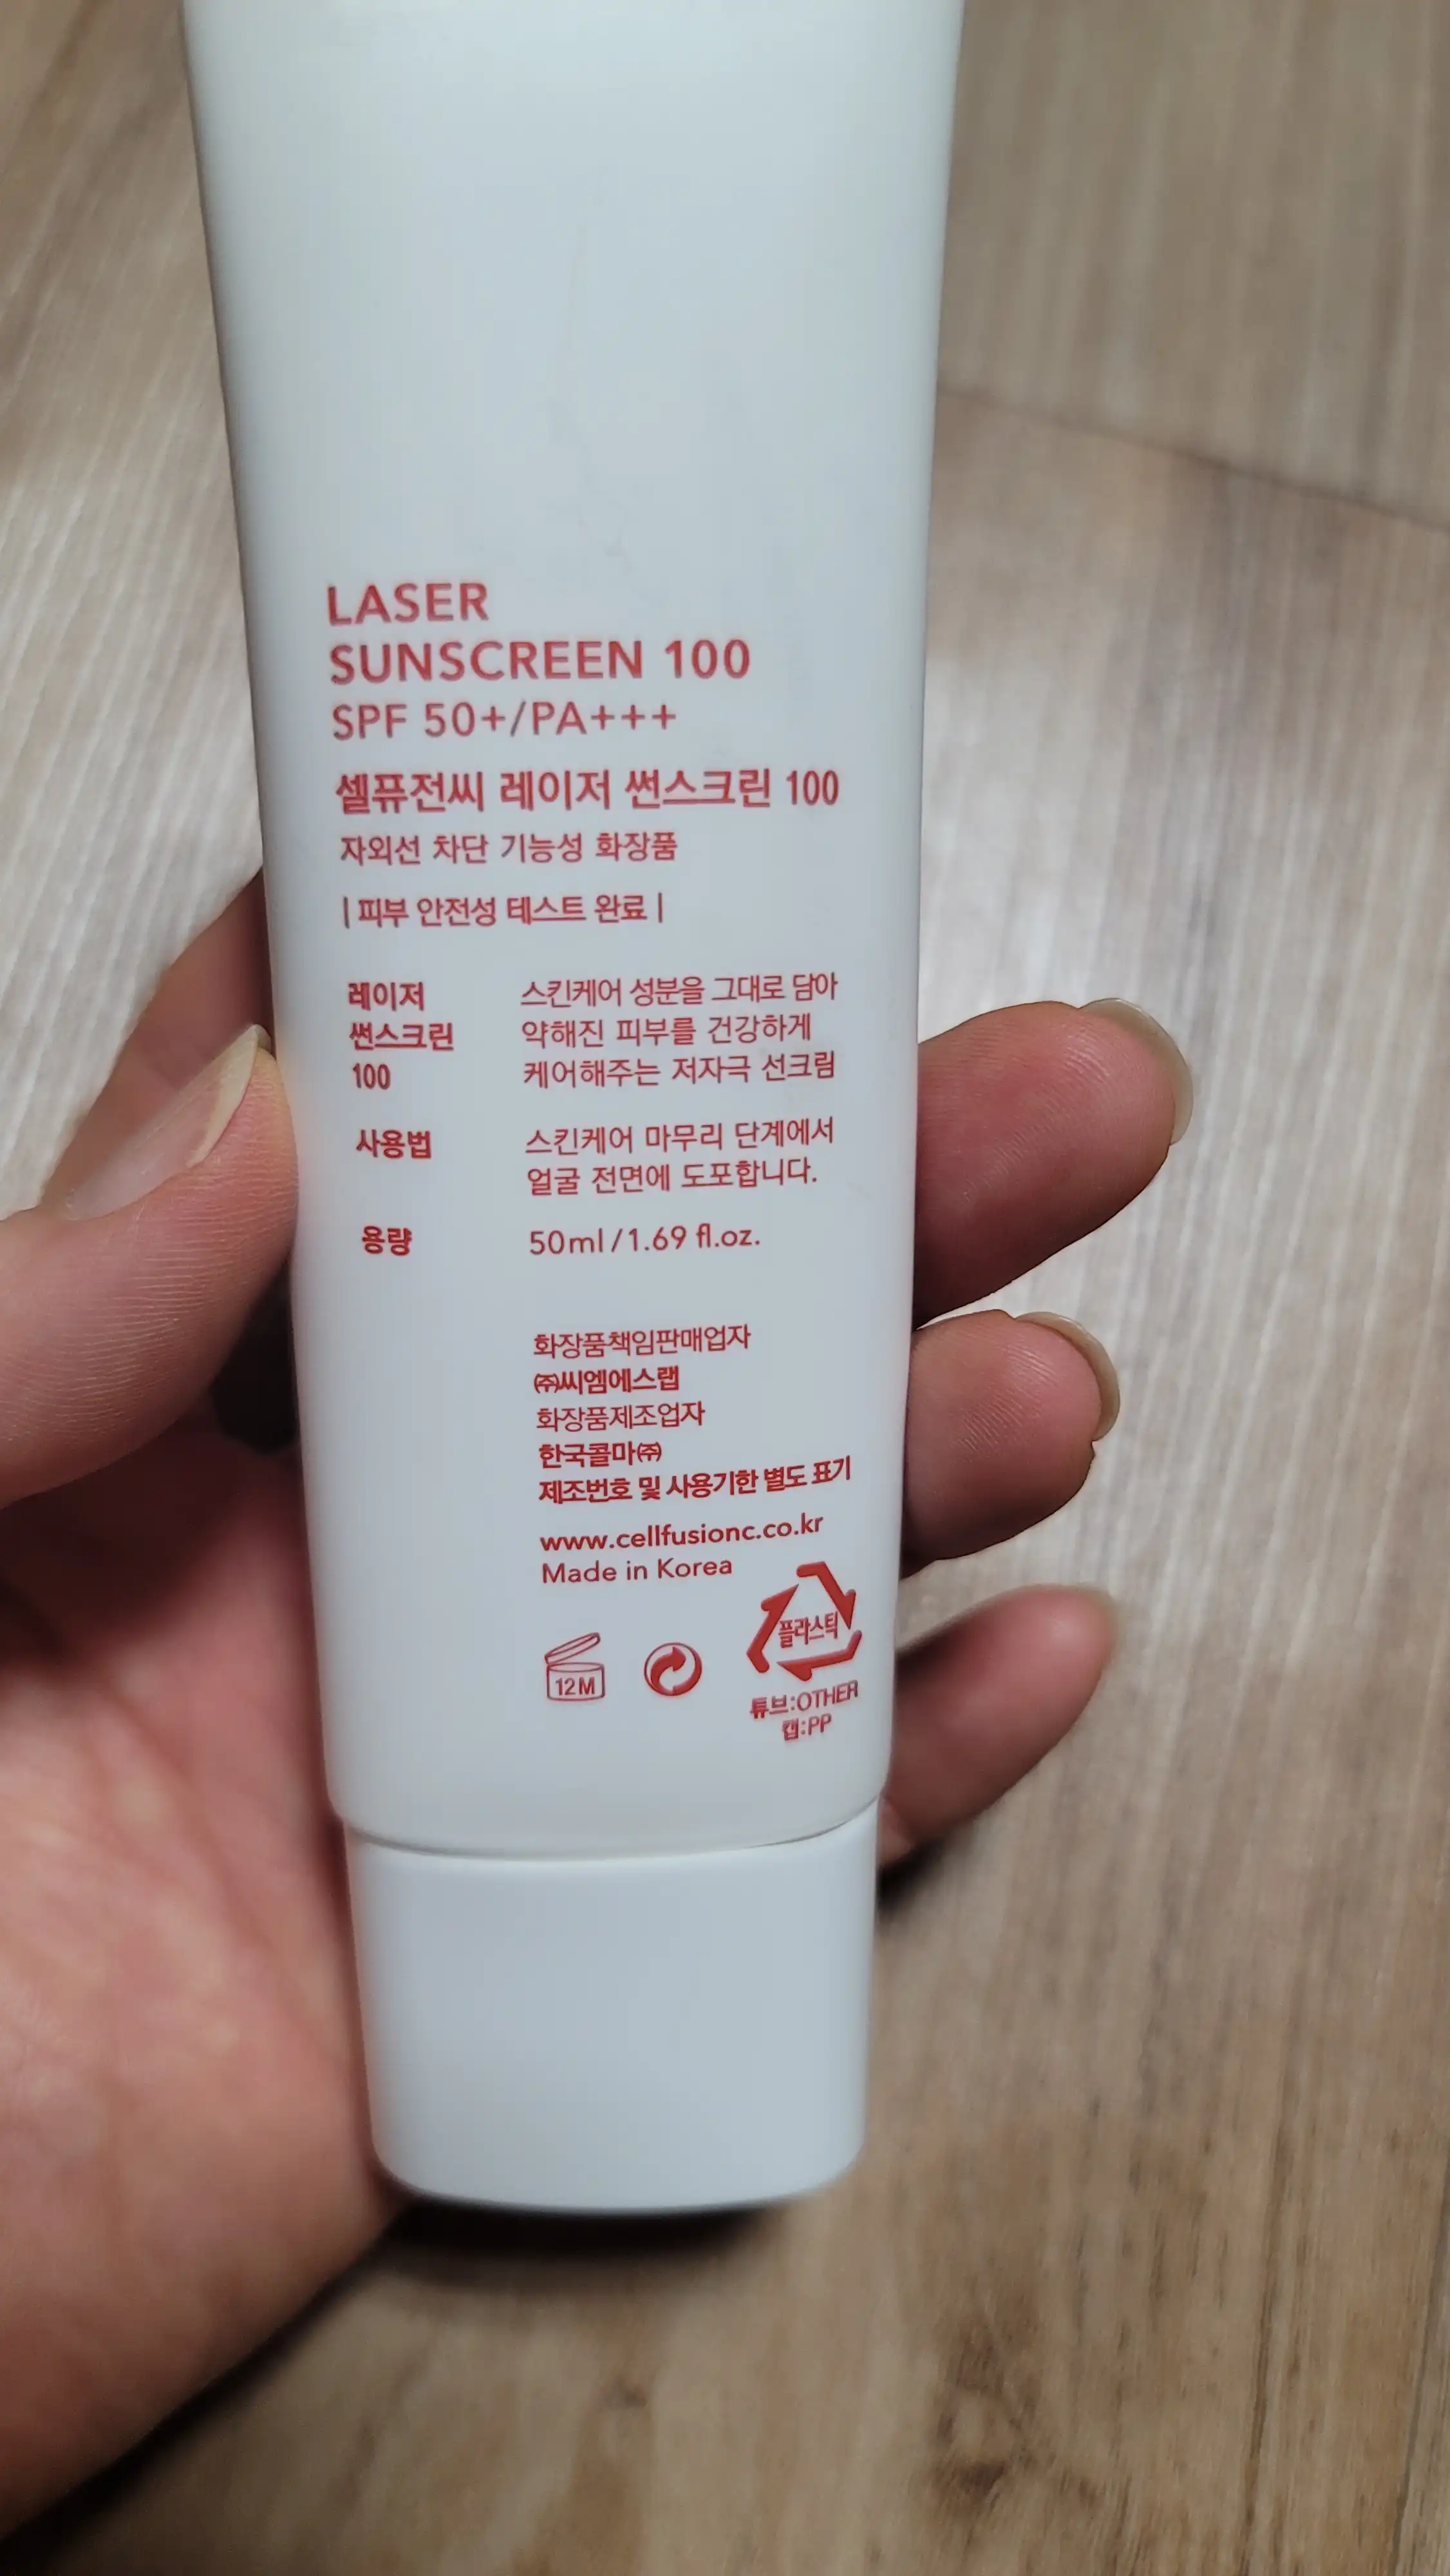 LASER
SUNSCREEN 100
SPF 50+/PA+++
셀퓨전씨 레이저 썬스크린 100
자외선 차단 기능성 화장품
| 피부 안전성 테스트 완료 |
레이저
썬스크린
100
스킨케어 성분을 그대로 담아
약해진 피부를 건강하게
케어해주는 저자극 선크림
사용법
스킨케어 마무리 단계에서
얼굴 전면에 도포합니다.
용량
50ml/1.69 fl.oz.
화장품책임판매업자
㈜씨엠에스랩
화장품제조업자
한국콜마㈜
제조번호 및 사용기한 별도 표기
www.cellfusionc.co.kr
Made in Korea
12M
플라스틱
튜브:OTHER
캡:PP